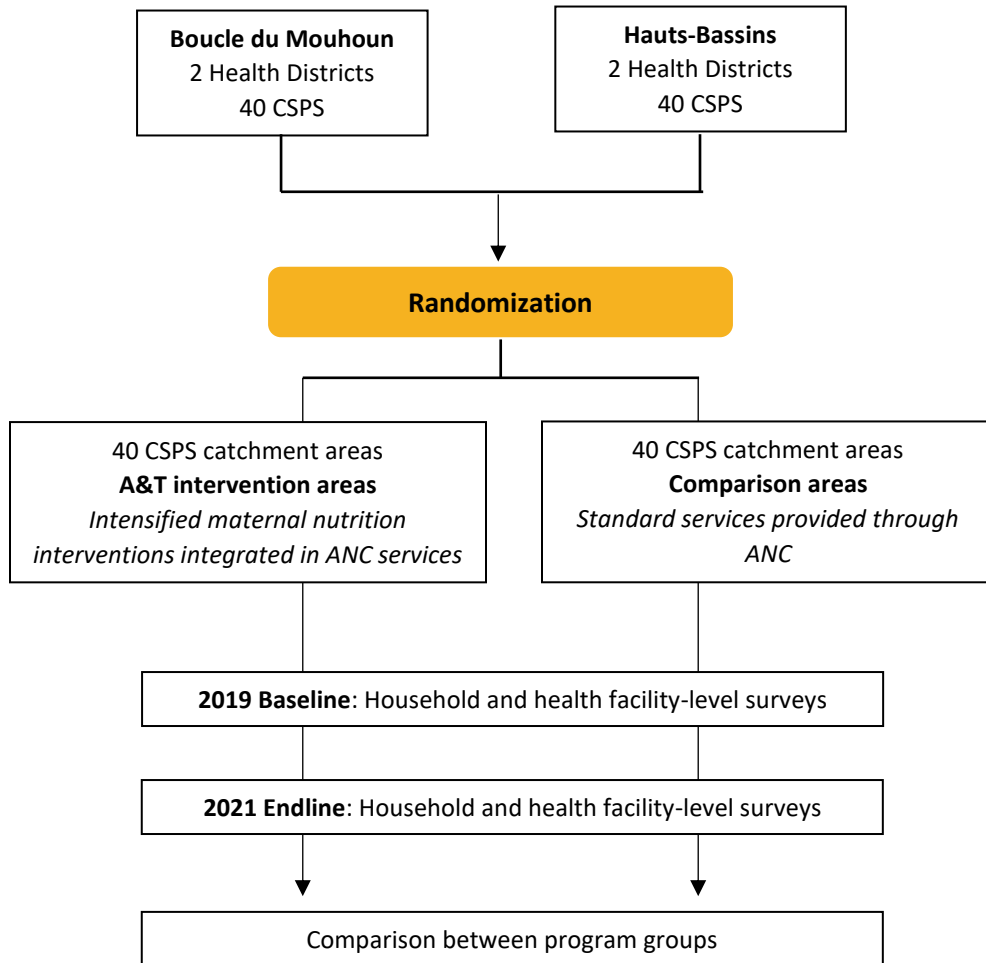 Boucle du Mouhoun
2 Health Districts
40 CSPS
Hauts-Bassins
2 Health Districts
40 CSPS
Randomization
40 CSPS catchment areas
A&T intervention areas
Intensified maternal nutrition
interventions integrated in ANC services
40 CSPS catchment areas
Comparison areas
Standard services provided through
ANC
2019 Baseline: Household and health facility-level surveys
2021 Endline: Household and health facility-level surveys
Comparison between program groups